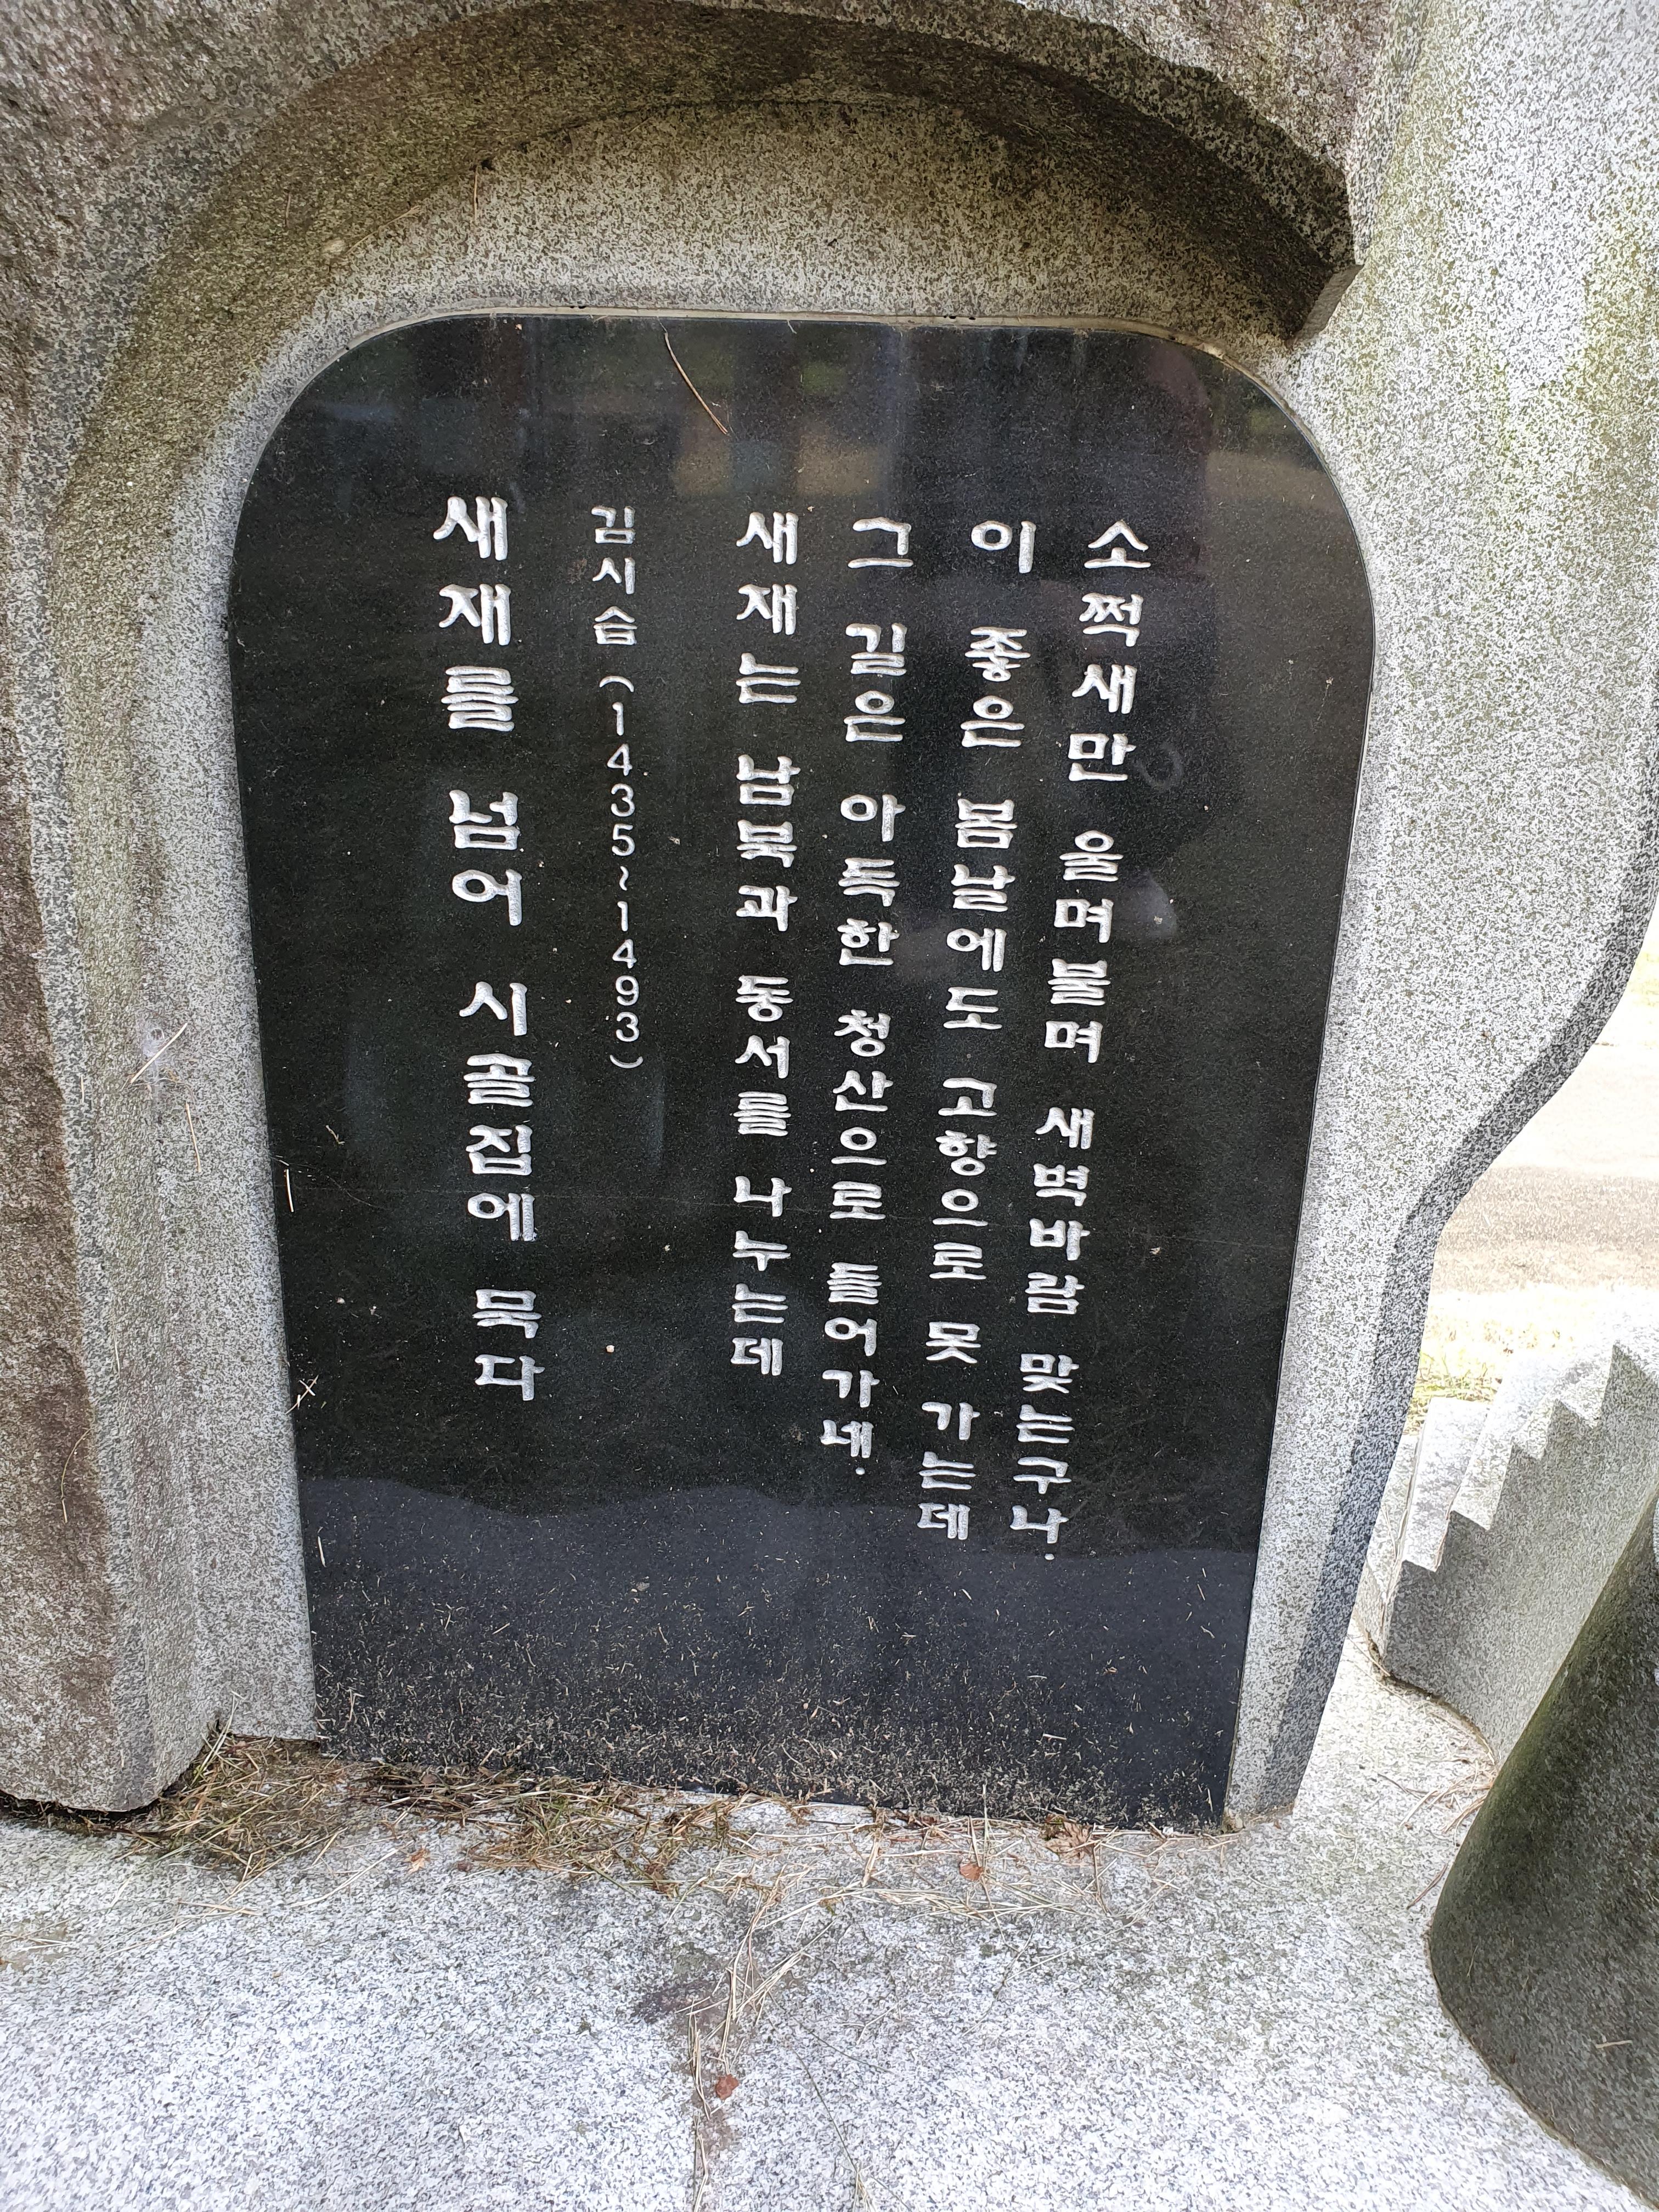 새재를 넘어 시골집에 묵다
김시습 (1435~1493)
새재는 남북과 동서를 나누는데
그 길은 아득한 청산으로 들어가네.
이 좋은 봄날에도 고향으로 못 가는데
소쩍새만 울며불며 새벽바람 맞는구나.